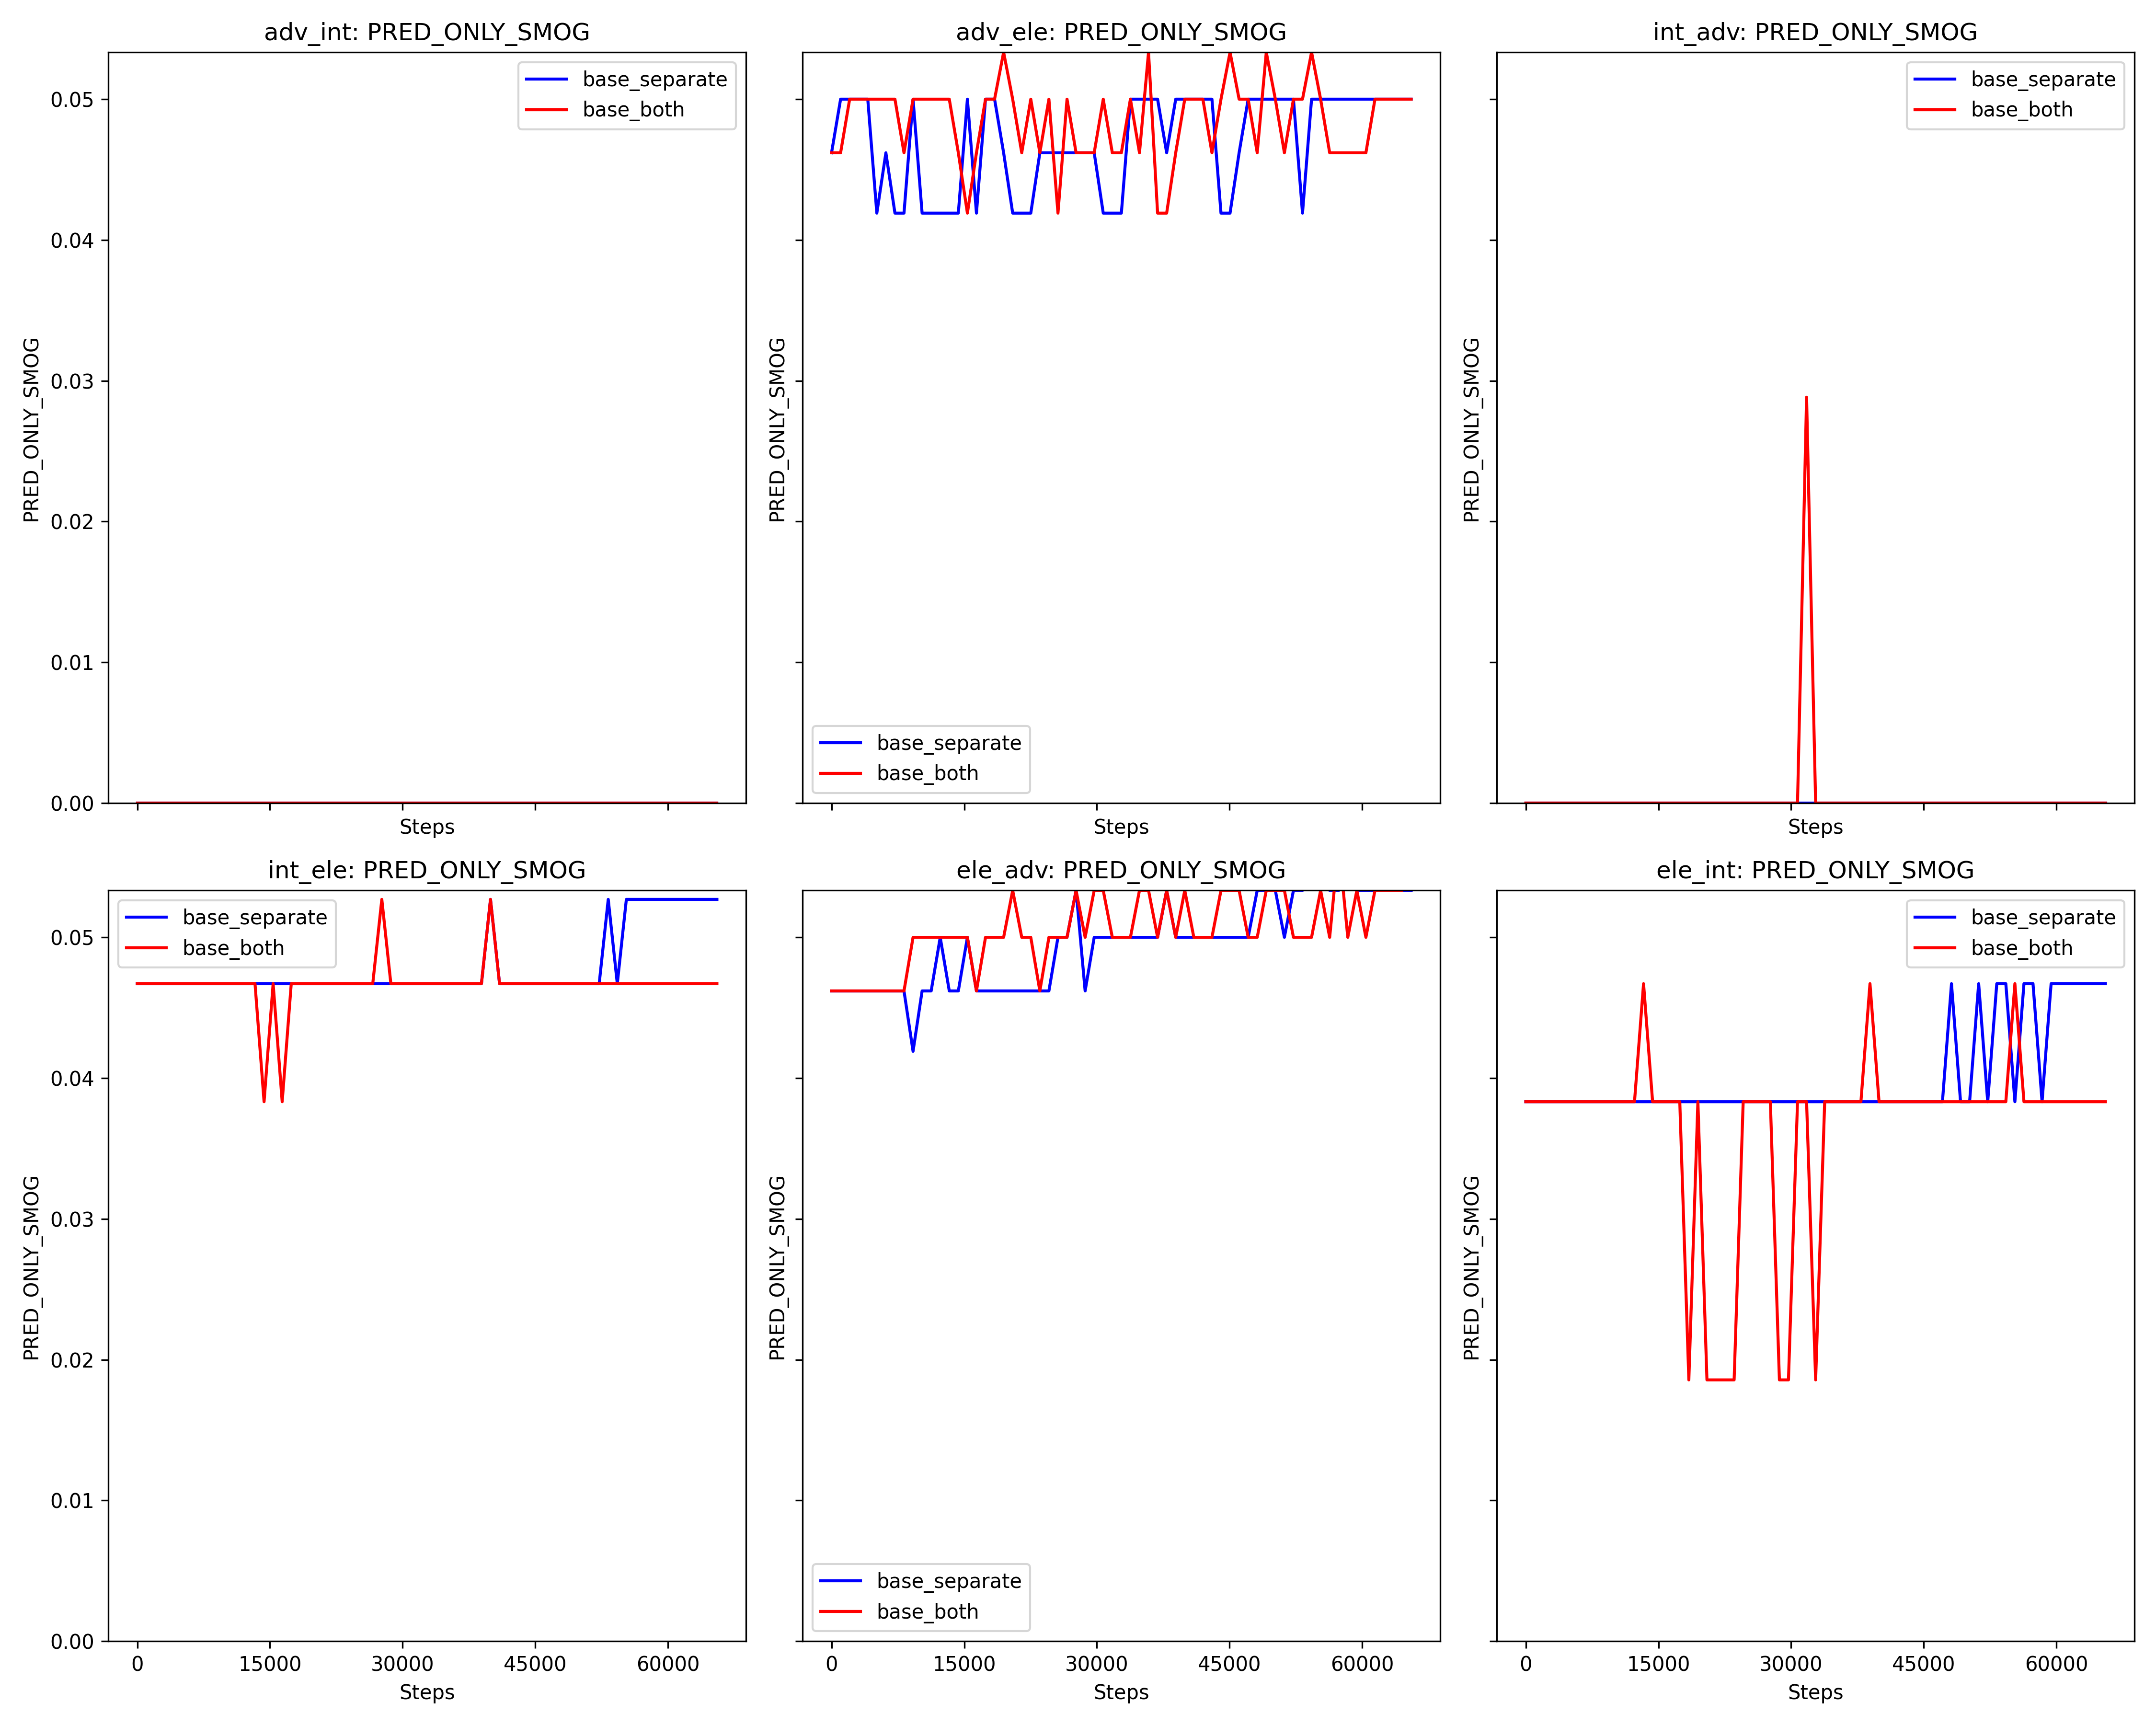 adv_int: PRED_ONLY_SMOG
adv_ele: PRED_ONLY_SMOG
int_adv: PRED_ONLY_SMOG
PRED_ONLY_SMOG
0.05
0.04
0.03
0.02
0.01
0.00
base_separate
base_both
Steps
PRED_ONLY_SMOG
base_separate
base_both
Steps
PRED_ONLY_SMOG
base_separate
base_both
Steps
int_ele: PRED_ONLY_SMOG
ele_adv: PRED_ONLY_SMOG
ele_int: PRED_ONLY_SMOG
PRED_ONLY_SMOG
0.05
0.04
0.03
0.02
0.01
0.00
base_separate
base_both
0 15000 30000 45000 60000
Steps
PRED_ONLY_SMOG
base_separate
base_both
0 15000 30000 45000 60000
Steps
PRED_ONLY_SMOG
base_separate
base_both
0 15000 30000 45000 60000
Steps